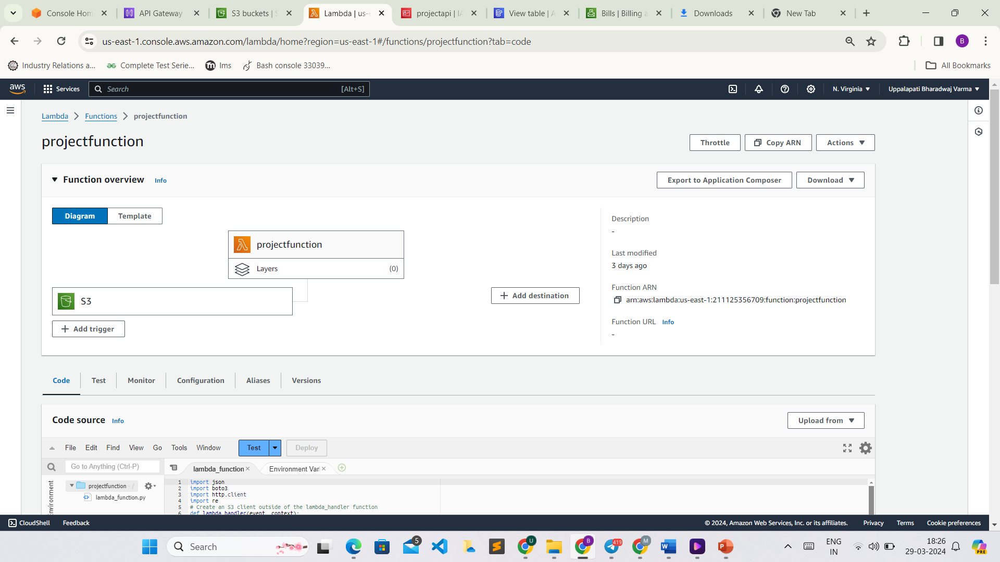 Console Hom
API Gateway
S3 buckets | S
Lambda | us-e
projectapi | IA
View table | A
Bills | Billing a
Downloads
New Tab
us-east-1.console.aws.amazon.com/lambda/home?region=us-east-1#/functions/projectfunction?tab=code
B
Industry Relations a...
Complete Test Serie...
lms
Bash console 33039...
All Bookmarks
aws
Services
Search
[Alt+S]
N. Virginia
Uppalapati Bharadwaj Varma
Lambda
Functions
projectfunction
projectfunction
Throttle
Copy ARN
Actions
Function overview
Info
Export to Application Composer
Download
Diagram
Template
Description
-
projectfunction
Layers
(0)
Last modified
3 days ago
S3
Add destination
Function ARN
arn:aws:lambda:us-east-1:211125356709:function:projectfunction
Add trigger
Function URL Info
-
Code
Test
Monitor
Configuration
Aliases
Versions
Code source
Info
Upload from
File
Edit
Find
View
Go
Tools
Window
Test
Deploy
Go to Anything (Ctrl-P)
lambda_function
Environment Vari
Environment
projectfunction - /
lambda_function.py
1 import json
2 import boto3
3 import http.client
4 import re
5 # Create an S3 client outside of the lambda_handler function
6 def lambda_handler(event, context):
CloudShell
Feedback
© 2024, Amazon Web Services, Inc. or its affiliates.
Privacy
Terms
Cookie preferences
Search
PRE
5
U
B
419
M
W
P
ENG
IN
18:26
29-03-2024